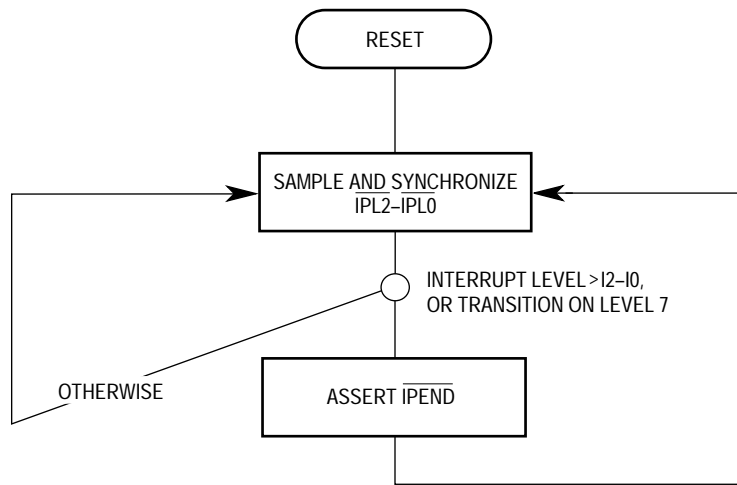 RESET
SAMPLE AND SYNCHRONIZE
IPL2–IPL0
INTERRUPT LEVEL > I2–I0,
OR TRANSITION ON LEVEL 7
OTHERWISE
ASSERT IPEND